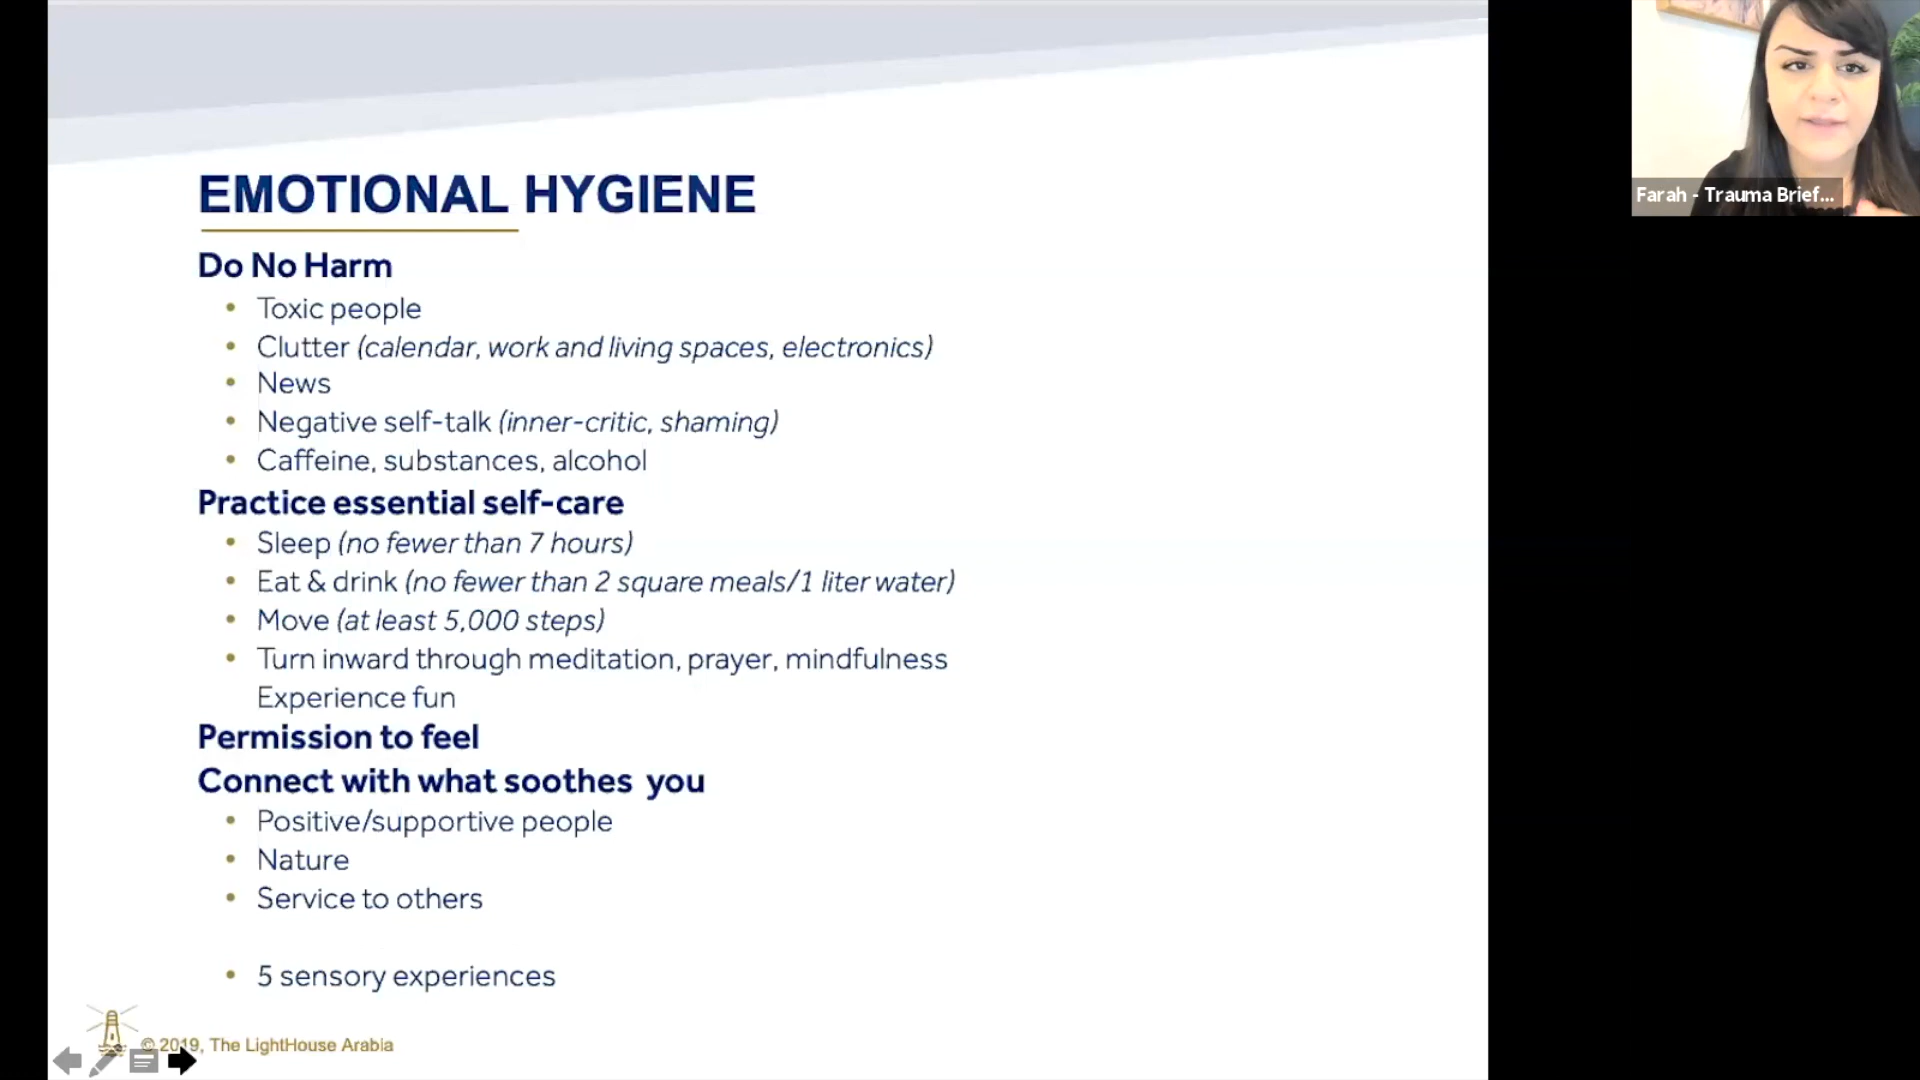 EMOTIONAL HYGIENE
Do No Harm
• Toxic people
• Clutter (calendar, work and living spaces, electronics)
• News
• Negative self-talk (inner-critic, shaming)
• Caffeine, substances, alcohol
Practice essential self-care
• Sleep (no fewer than 7 hours)
• Eat & drink (no fewer than 2 square meals/1 liter water)
• Move (at least 5,000 steps)
• Turn inward through meditation, prayer, mindfulness
Experience fun
Permission to feel
Connect with what soothes you
• Positive/supportive people
• Nature
• Service to others
• 5 sensory experiences
© 2019, The LightHouse Arabia
Farah - Trauma Brief...